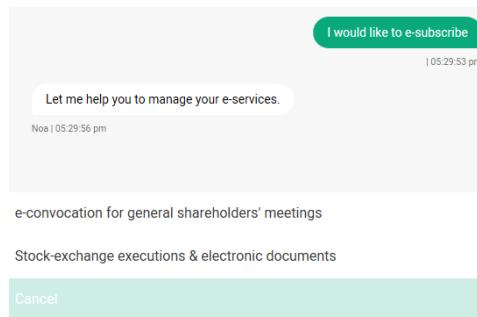 I would like to e-subscribe
| 05:29:53 pm
Let me help you to manage your e-services.
Noa | 05:29:56 pm
e-convocation for general shareholders' meetings
Stock-exchange executions & electronic documents
Cancel